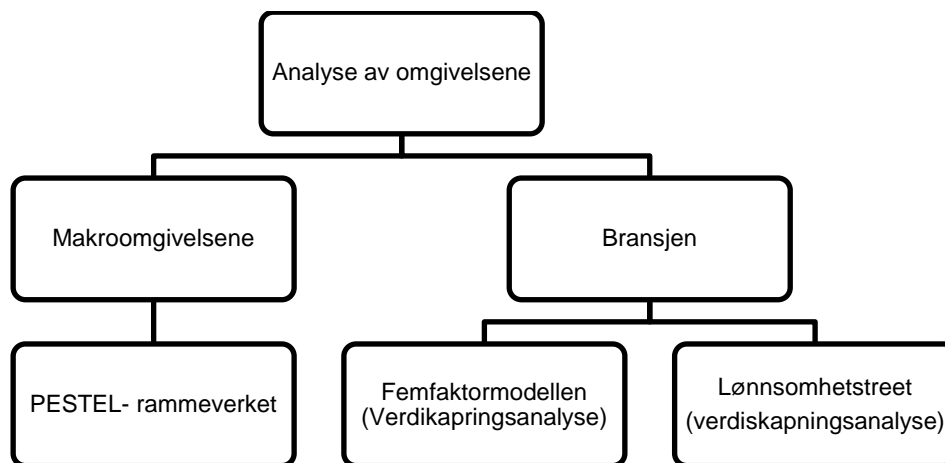 Analyse av omgivelsene
Makroomgivelsene
Bransjen
PESTEL- rammeverket
Femfaktormodellen
(Verdikapringsanalyse)
Lønnsomhetstreet
(verdiskapningsanalyse)